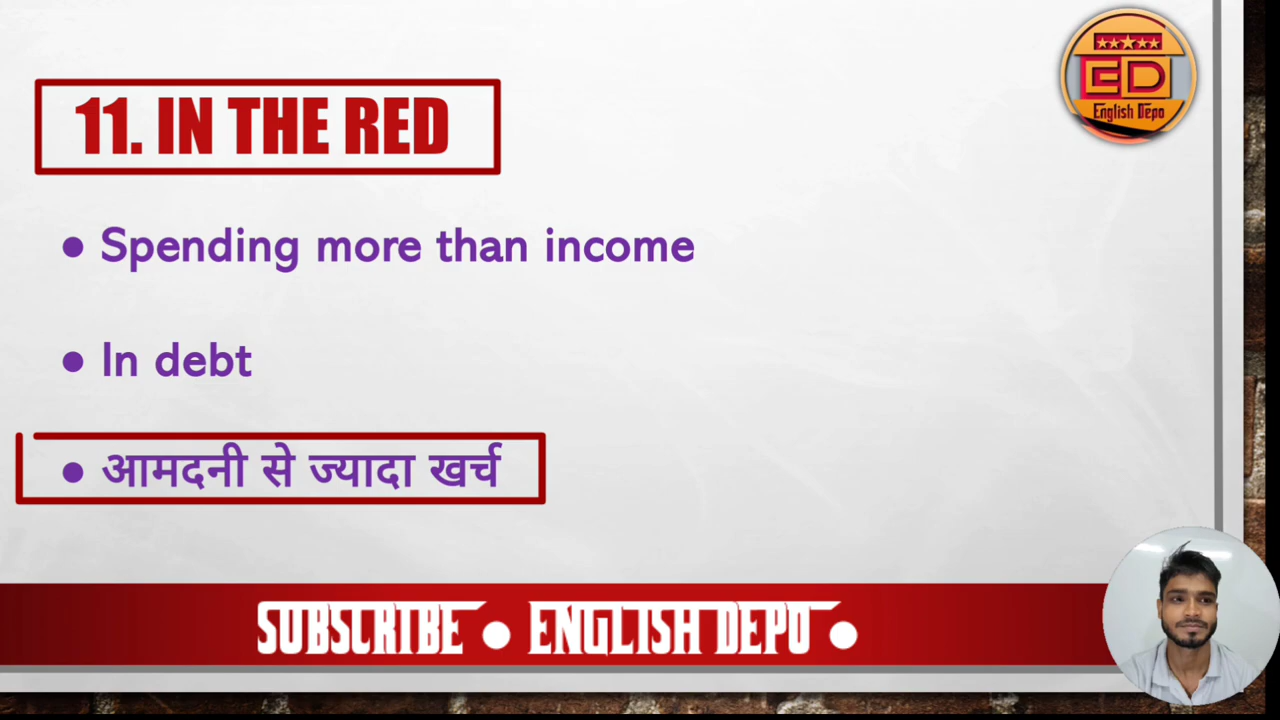 11. IN THE RED
ED
English Depo
• Spending more than income
• In debt
• आमदनी से ज्यादा खर्च
SUBSCRIBE • ENGLISH DEPO •